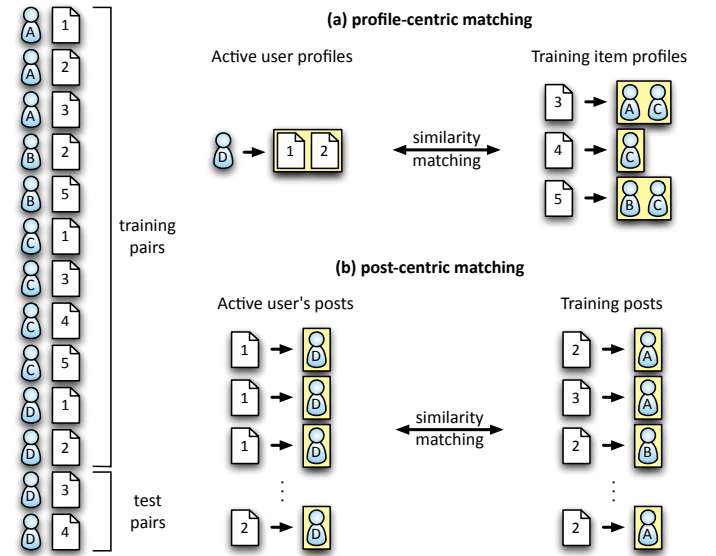 A 1
A 2
A 3
B 2
B 5
C 1
C 3
C 4
C 5
D 1
D 2
D 3
D 4
training
pairs
test
pairs
(a) profile-centric matching
Active user profiles
Training item profiles
D 1 2
similarity
matching
3 A C
4 C
5 B C
(b) post-centric matching
Active user's posts
Training posts
1 D
1 D
1 D
2 D
similarity
matching
2 A
3 A
2 B
2 A